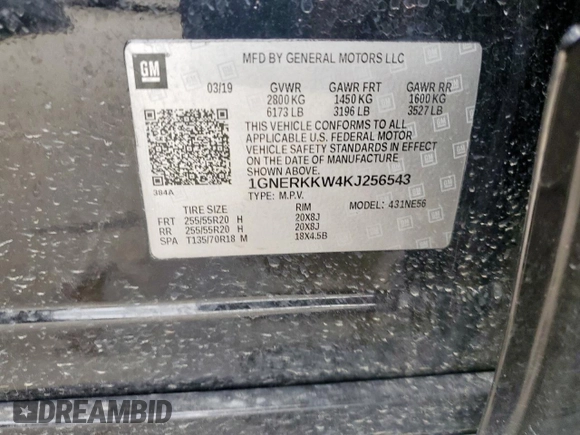 GM
MFD BY GENERAL MOTORS LLC
03/19 GVWR GAWR FRT GAWR RR
2800 KG 1450 KG 1600 KG
6173 LB 3196 LB 3527 LB
THIS VEHICLE CONFORMS TO ALL
APPLICABLE U.S. FEDERAL MOTOR
VEHICLE SAFETY STANDARDS IN EFFECT
ON THE DATE OF MANUFACTURE
SHOWN ABOVE.
384A 1GNERKKW4KJ256543
TYPE: M.P.V. MODEL: 431NE56
TIRE SIZE RIM
FRT 255/55R20 H 20X8J
RR 255/55R20 H 20X8J
SPA T135/70R18 M 18X4.5B
DREAMBID